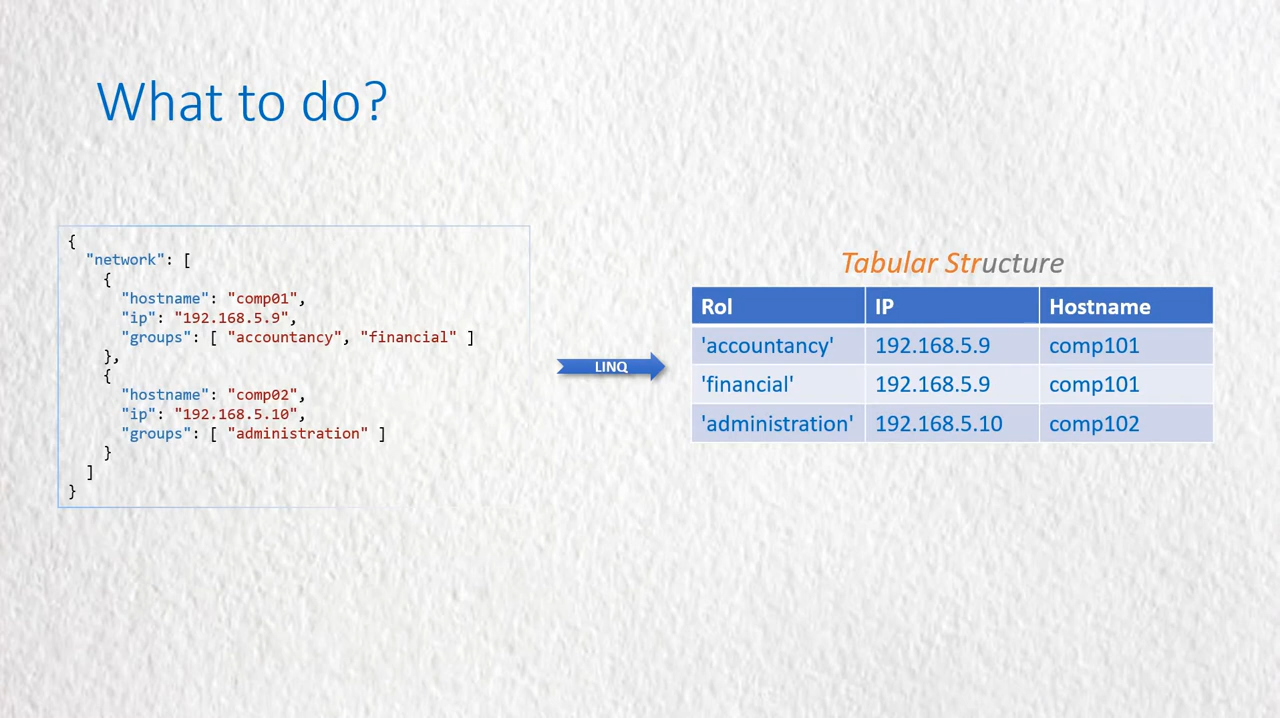 What to do?
{
"network": [
{
"hostname": "comp01",
"ip": "192.168.5.9",
"groups": [ "accountancy", "financial" ]
},
{
"hostname": "comp02",
"ip": "192.168.5.10",
"groups": [ "administration" ]
}
]
}
LINQ
Tabular Structure
Rol IP Hostname
'accountancy' 192.168.5.9 comp101
'financial' 192.168.5.9 comp101
'administration' 192.168.5.10 comp102